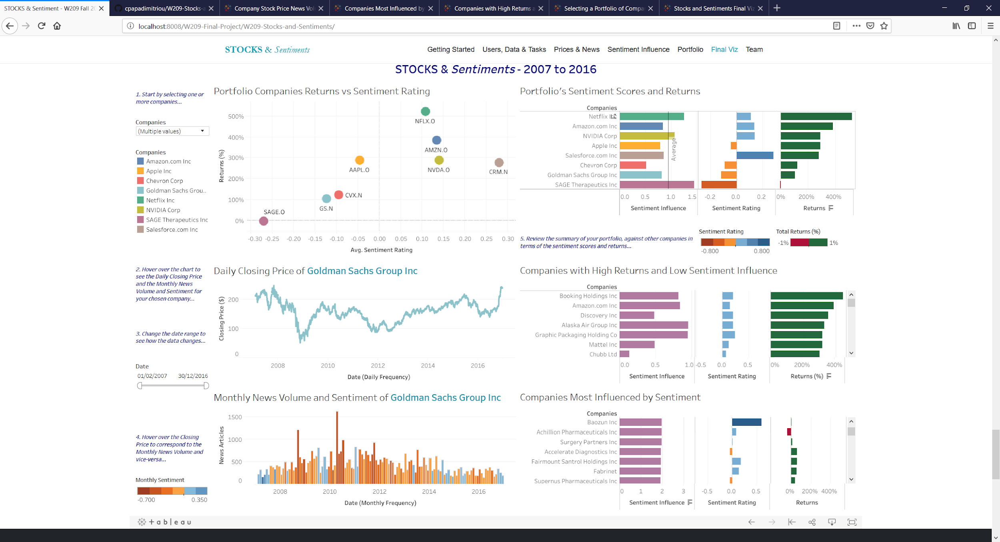 STOCKS & Sentiment - W209 Fall 20
cpapadimitriou/W209-Stocks-a
Company Stock Price News Vol
Companies Most Influenced by
Companies with High Returns a
Selecting a Portfolio of Compa
Stocks and Sentiments Final Viz
localhost:8008/W209-Final-Project/W209-Stocks-and-Sentiments/
STOCKS & Sentiments
Getting Started Users, Data & Tasks Prices & News Sentiment Influence Portfolio Final Viz Team
STOCKS & Sentiments - 2007 to 2016
1. Start by selecting one or
more companies...
Companies
(Multiple values)
Companies
Amazon.com Inc
Apple Inc
Chevron Corp
Goldman Sachs Grou..
Netflix Inc
NVIDIA Corp
SAGE Therapeutics Inc
Salesforce.com Inc
Portfolio Companies Returns vs Sentiment Rating
Returns (%)
500%
400%
300%
200%
100%
0%
NFLX.O
AMZN.O
AAPL.O
NVDA.O
CRM.N
CVX.N
GS.N
SAGE.O
-0.30 -0.25 -0.20 -0.15 -0.10 -0.05 0.00 0.05 0.10 0.15 0.20 0.25 0.30
Avg. Sentiment Rating
Portfolio's Sentiment Scores and Returns
Companies
Netflix
Amazon.com Inc
NVIDIA Corp
Apple Inc
Salesforce.com Inc
Chevron Corp
Goldman Sachs Group Inc
SAGE Therapeutics Inc
Average
0.0 0.5 1.0 1.5 -0.2 0.0 0.2 0% 200% 400%
Sentiment Influence Sentiment Rating Returns
5. Review the summary of your portfolio, against other companies in
terms of the sentiment scores and returns...
Sentiment Rating
-0.800 0.800
Total Returns (%)
-1% 1%
2. Hover over the chart to
see the Daily Closing Price
and the Monthly News
Volume and Sentiment for
your chosen company...
3. Change the date range to
see how the data changes...
Date
01/02/2007 30/12/2016
Daily Closing Price of Goldman Sachs Group Inc
Closing Price ($)
200
100
0
2008 2010 2012 2014 2016
Date (Daily Frequency)
Companies with High Returns and Low Sentiment Influence
Companies
Booking Holdings Inc
Amazon.com Inc
Discovery Inc
Alaska Air Group Inc
Graphic Packaging Holding Co
Mattel Inc
Chubb Ltd
0.0 0.5 1.0 -0.5 0.0 0.5 0% 200% 400%
Sentiment Influence Sentiment Rating Returns (%)
4. Hover over the Closing
Price to correspond to the
Monthly News Volume and
vice-versa...
Monthly Sentiment
-0.700 0.350
Monthly News Volume and Sentiment of Goldman Sachs Group Inc
News Articles
1500
1000
500
0
2008 2010 2012 2014 2016
Date (Monthly Frequency)
Companies Most Influenced by Sentiment
Companies
Baozun Inc
Achillion Pharmaceuticals Inc
Surgery Partners Inc
Accelerate Diagnostics Inc
Fairmount Santrol Holdings Inc
Fabrinet
Supernus Pharmaceuticals Inc
0 1 2 3 -0.5 0.0 0.5 0% 200% 400%
Sentiment Influence Sentiment Rating Returns
+ableau